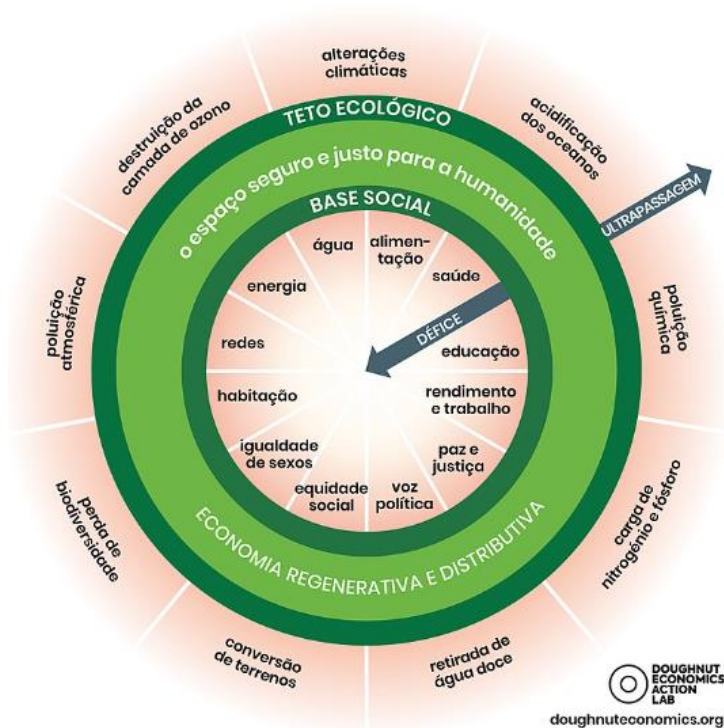 alterações
climáticas
acidificação
dos oceanos
poluição
química
carga de
nitrogénio e fósforo
retirada de
água doce
conversão
de terrenos
perda de
biodiversidade
poluição
atmosférica
destruição da
camada de ozono
TETO ECOLÓGICO
o espaço seguro e justo para a humanidade
BASE SOCIAL
ULTRAPASSAGEM
DÉFICE
água
alimen-
tação
saúde
educação
rendimento
e trabalho
paz e
justiça
voz
política
equidade
social
igualdade
de sexos
habitação
redes
energia
ECONOMIA REGENERATIVA E DISTRIBUTIVA
DOUGHNUT
ECONOMICS
ACTION
LAB
doughnuteconomics.org